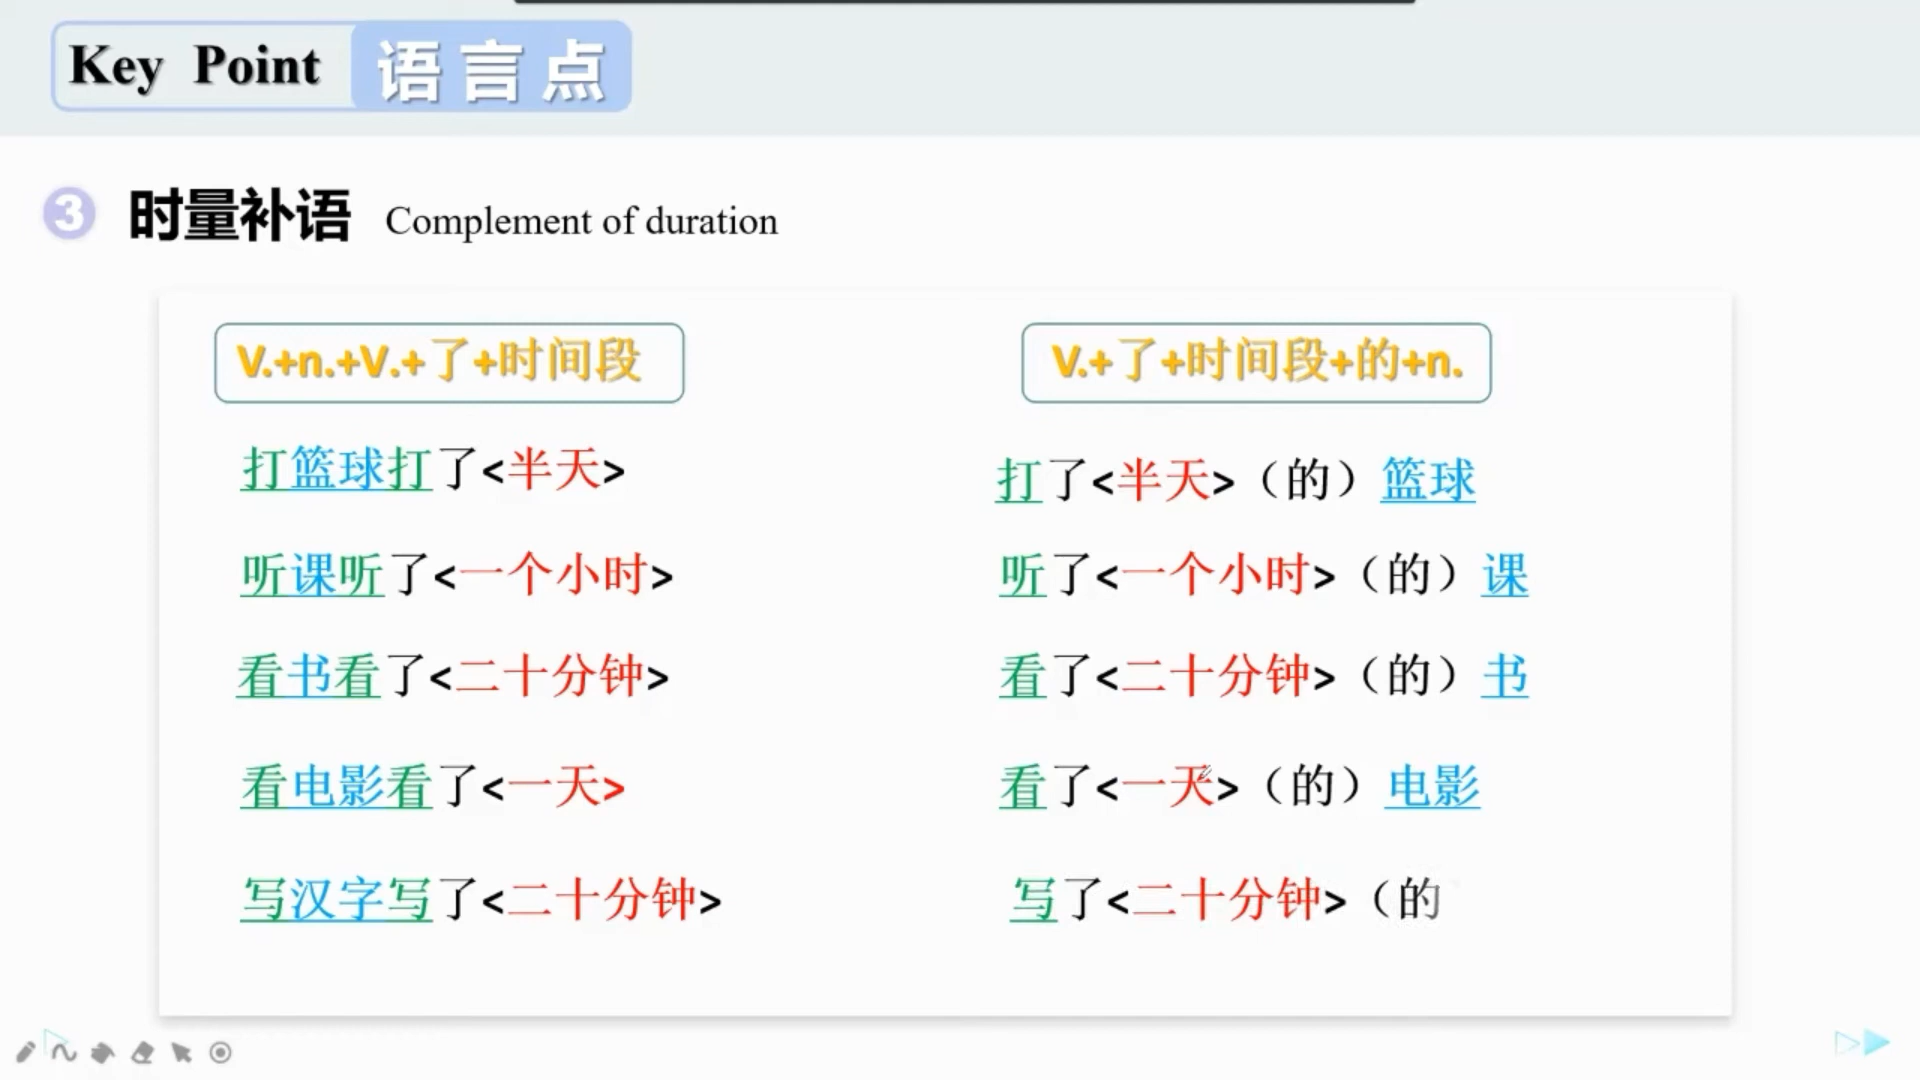 Key Point 语言点
3 时量补语 Complement of duration
V.+n.+V.+了+时间段
V.+了+时间段+的+n.
打篮球打了<半天>
打了<半天>（的）篮球
听课听了<一个小时>
听了<一个小时>（的）课
看书看了<二十分钟>
看了<二十分钟>（的）书
看电影看了<一天>
看了<一天>（的）电影
写汉字写了<二十分钟>
写了<二十分钟>（的